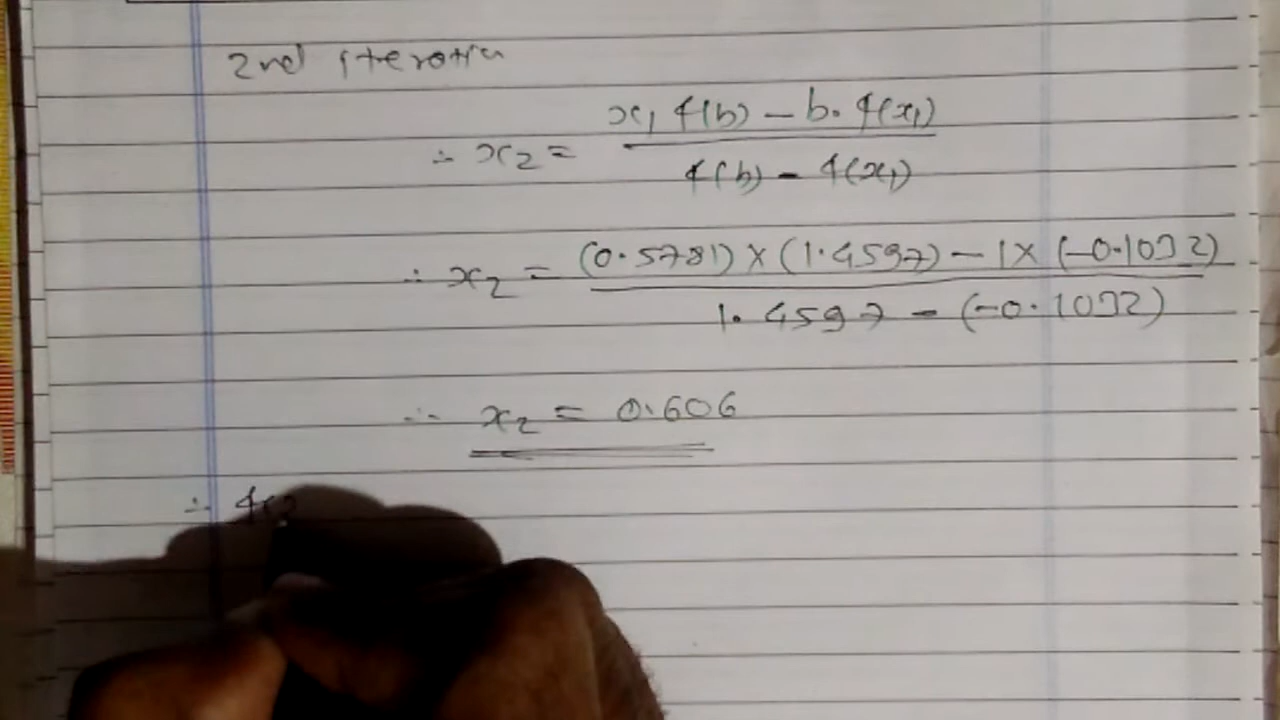 2nd iteration
∴ x₂ = x₁ f(b) - b. f(x₁) / f(b) - f(x₁)
∴ x₂ = (0.5781) × (1.4597) - 1 × (-0.1032) / 1.4597 - (-0.1032)
∴ x₂ = 0.606
∴ f(